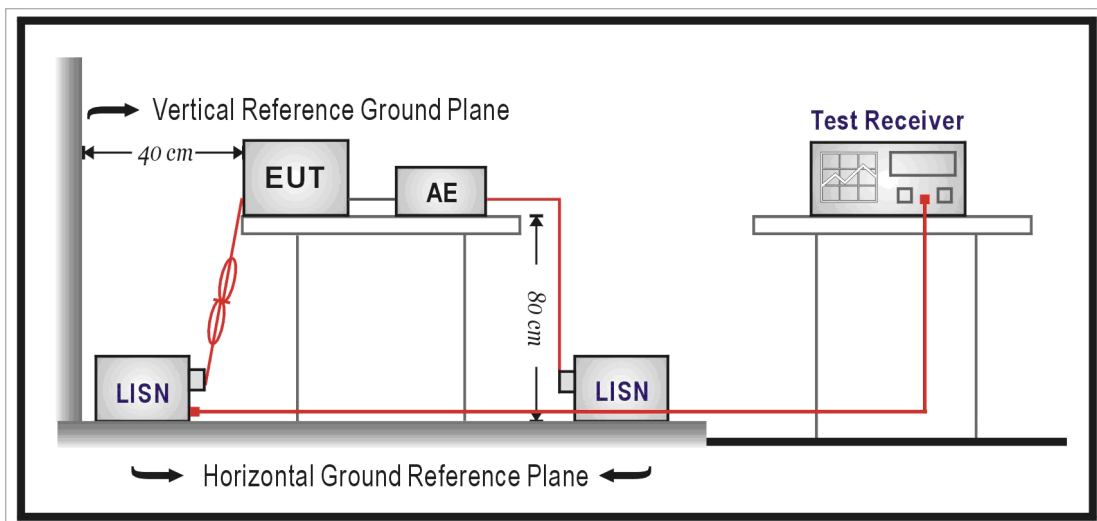 Vertical Reference Ground Plane
40 cm
EUT
AE
Test Receiver
80 cm
LISN
LISN
Horizontal Ground Reference Plane